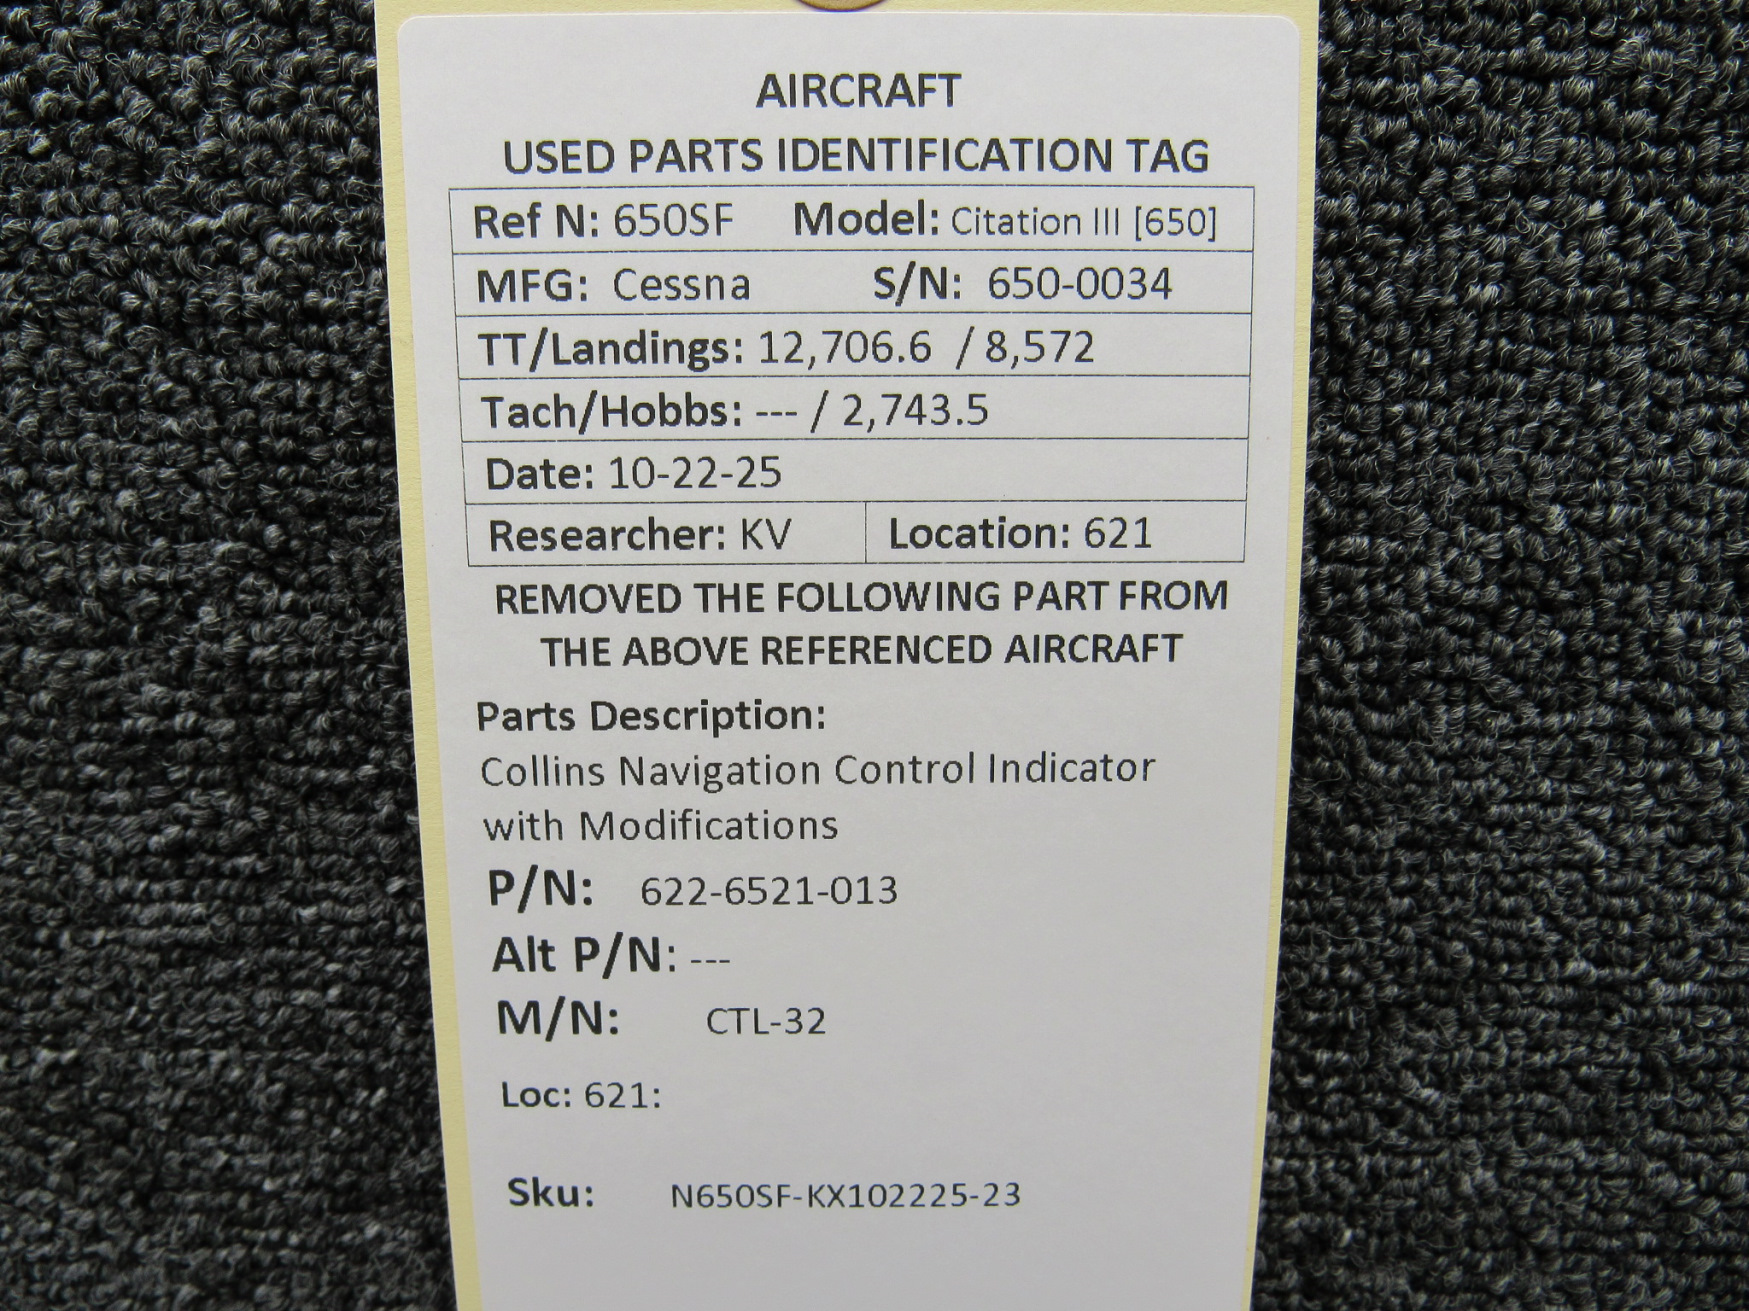 AIRCRAFT
USED PARTS IDENTIFICATION TAG
Ref N: 650SF Model: Citation III [650]
MFG: Cessna S/N: 650-0034
TT/Landings: 12,706.6 / 8,572
Tach/Hobbs: --- / 2,743.5
Date: 10-22-25
Researcher: KV Location: 621
REMOVED THE FOLLOWING PART FROM
THE ABOVE REFERENCED AIRCRAFT
Parts Description:
Collins Navigation Control Indicator
with Modifications
P/N: 622-6521-013
Alt P/N: ---
M/N: CTL-32
Loc: 621:
Sku: N650SF-KX102225-23